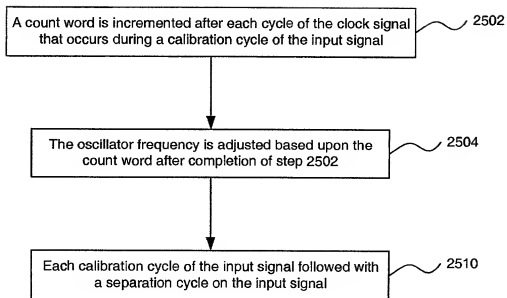 A count word is incremented after each cycle of the clock signal
that occurs during a calibration cycle of the input signal
2502
The oscillator frequency is adjusted based upon the
count word after completion of step 2502
2504
Each calibration cycle of the input signal followed with
a separation cycle on the input signal
2510